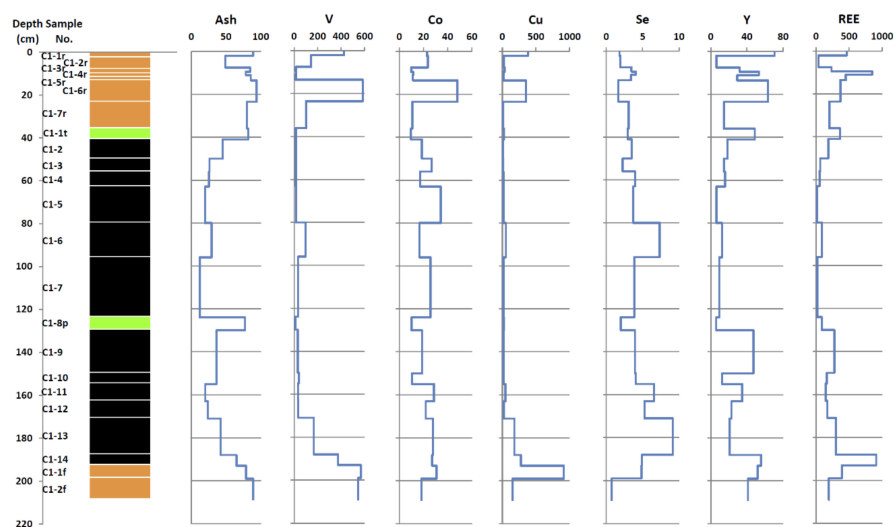 Depth Sample
(cm) No.
Ash V Co Cu Se Y REE
0 50 100 0 200 400 600 0 20 40 60 0 500 1000 0 5 10 0 20 40 60 80 0 500 1000
0
C1-1r
C1-2r
C1-3r
C1-4r
C1-5r
C1-6r
20
C1-7r
C1-1t
40
C1-2
C1-3
60
C1-4
C1-5
80
C1-6
100
C1-7
120
C1-8p
140
C1-9
C1-10
160
C1-11
C1-12
180
C1-13
C1-14
C1-1f
200
C1-2f
220